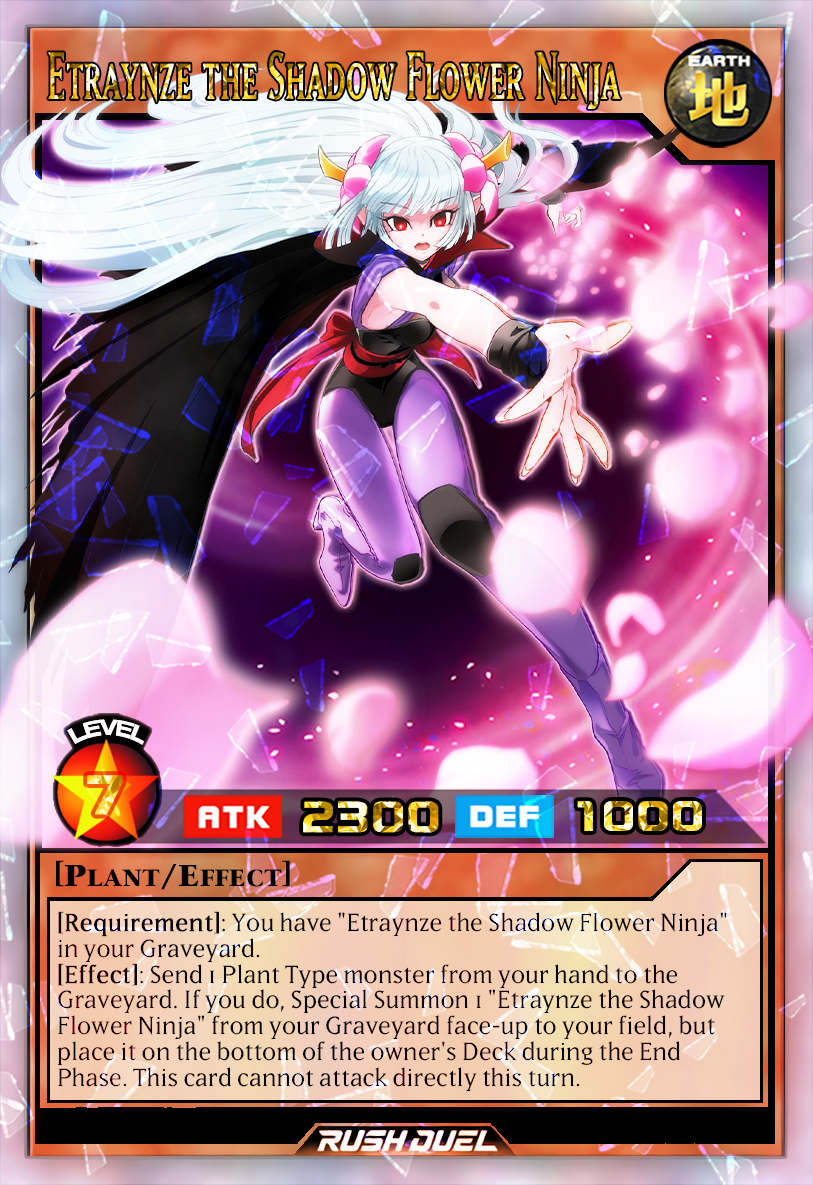 Etraynze the Shadow Flower Ninja
EARTH
地
LEVEL
7
ATK 2300 DEF 1000
[Plant/Effect]
[Requirement]: You have "Etraynze the Shadow Flower Ninja"
in your Graveyard.
[Effect]: Send 1 Plant Type monster from your hand to the
Graveyard. If you do, Special Summon 1 "Etraynze the Shadow
Flower Ninja" from your Graveyard face-up to your field, but
place it on the bottom of the owner's Deck during the End
Phase. This card cannot attack directly this turn.
RUSH DUEL